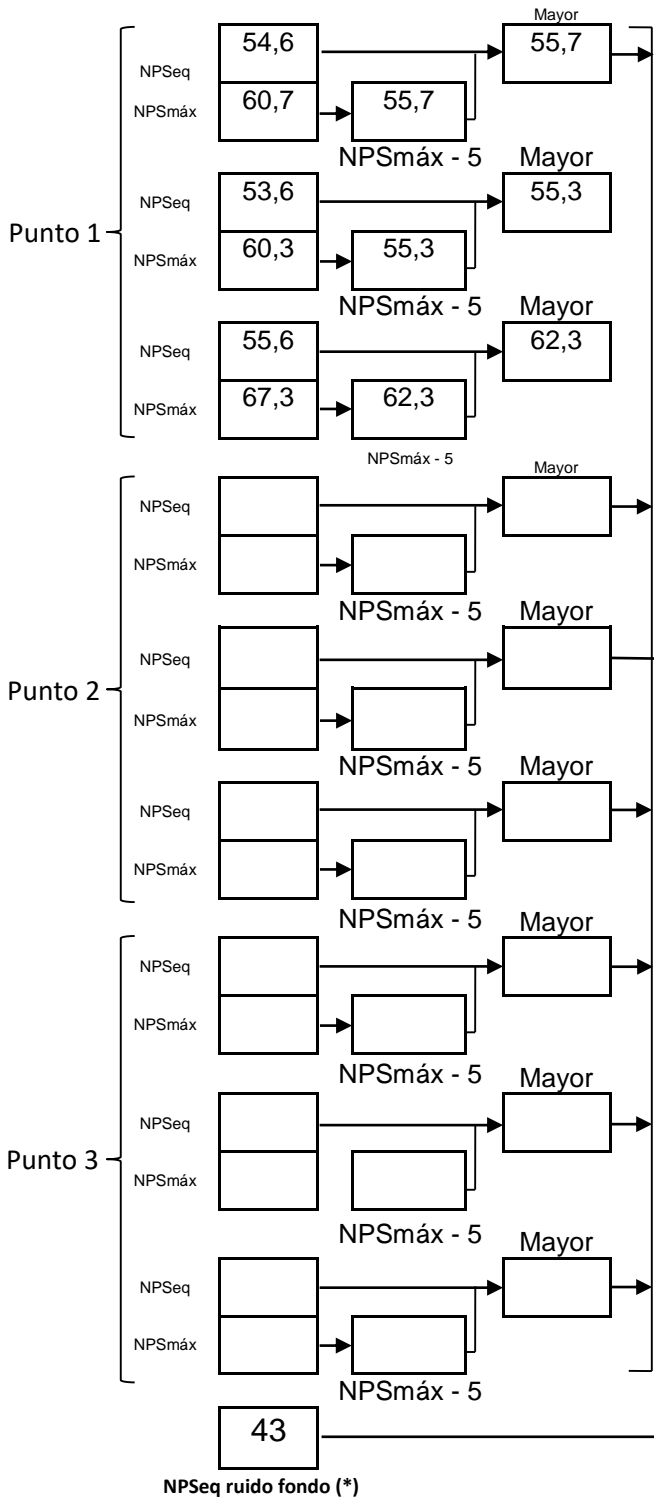 Mayor
54,6 55,7
NPSeq
NPSmáx 60,7 55,7
NPSmáx - 5 Mayor
NPSeq 53,6 55,3
Punto 1
NPSmáx 60,3 55,3
NPSmáx - 5 Mayor
NPSeq 55,6 62,3
NPSmáx 67,3 62,3
NPSmáx - 5 Mayor
NPSeq
NPSmáx
NPSmáx - 5 Mayor
NPSeq
Punto 2
NPSmáx
NPSmáx - 5 Mayor
NPSeq
NPSmáx
NPSmáx - 5 Mayor
NPSeq
NPSmáx
NPSmáx - 5 Mayor
NPSeq
Punto 3
NPSmáx
NPSmáx - 5 Mayor
NPSeq
NPSmáx
NPSmáx - 5
43
NPSeq ruido fondo (*)